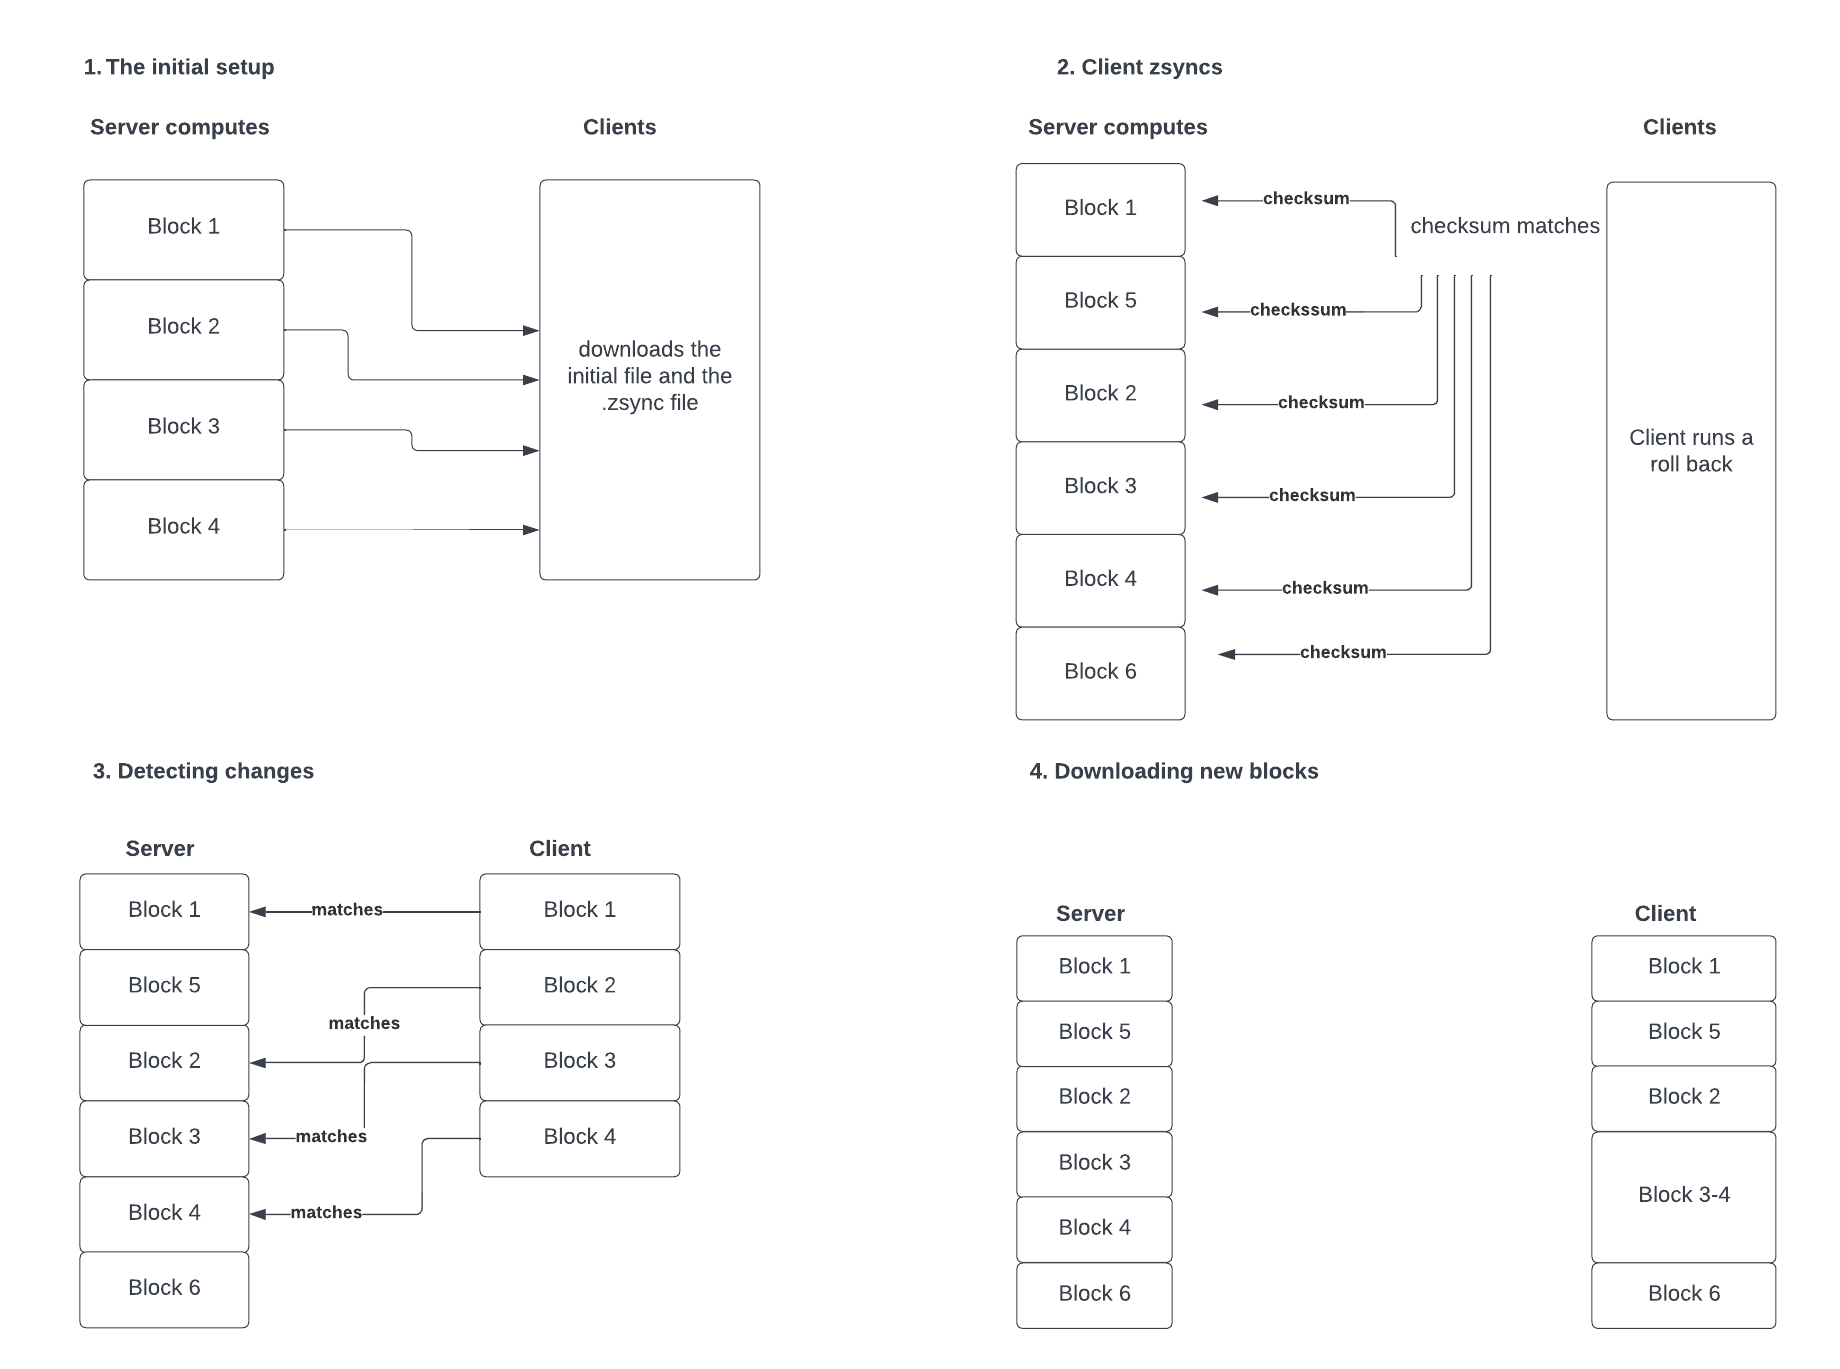 1. The initial setup
Server computes
Clients
Block 1
Block 2
Block 3
Block 4
downloads the
initial file and the
.zsync file
2. Client zsyncs
Server computes
Clients
Block 1
Block 5
Block 2
Block 3
Block 4
Block 6
checksum
checkssum
checksum
checksum
checksum
checksum
checksum matches
Client runs a
roll back
3. Detecting changes
Server
Client
Block 1
Block 5
Block 2
Block 3
Block 4
Block 6
matches
matches
matches
matches
Block 1
Block 2
Block 3
Block 4
4. Downloading new blocks
Server
Client
Block 1
Block 5
Block 2
Block 3
Block 4
Block 6
Block 1
Block 5
Block 2
Block 3-4
Block 6